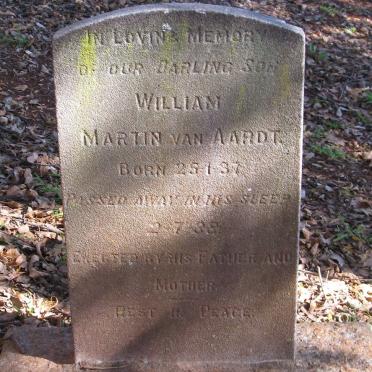 In Loving Memory
Of Our Darling Son
William
Martin van Aardt.
Born 25·1·37
Passed away in his sleep
2·7·38
Erected by his Father and
Mother
Rest in Peace.